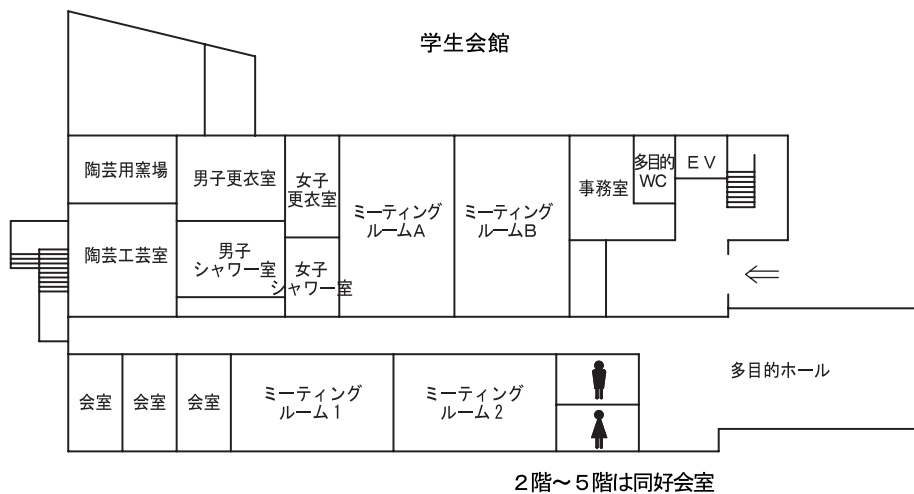 学生会館
陶芸用窯場
男子更衣室
女子
更衣室
ミーティング
ルームA
ミーティング
ルームB
事務室
多目的
WC
EV
陶芸工芸室
男子
シャワー室
女子
シャワー室
会室
会室
会室
ミーティング
ルーム1
ミーティング
ルーム2
多目的ホール
２階～５階は同好会室